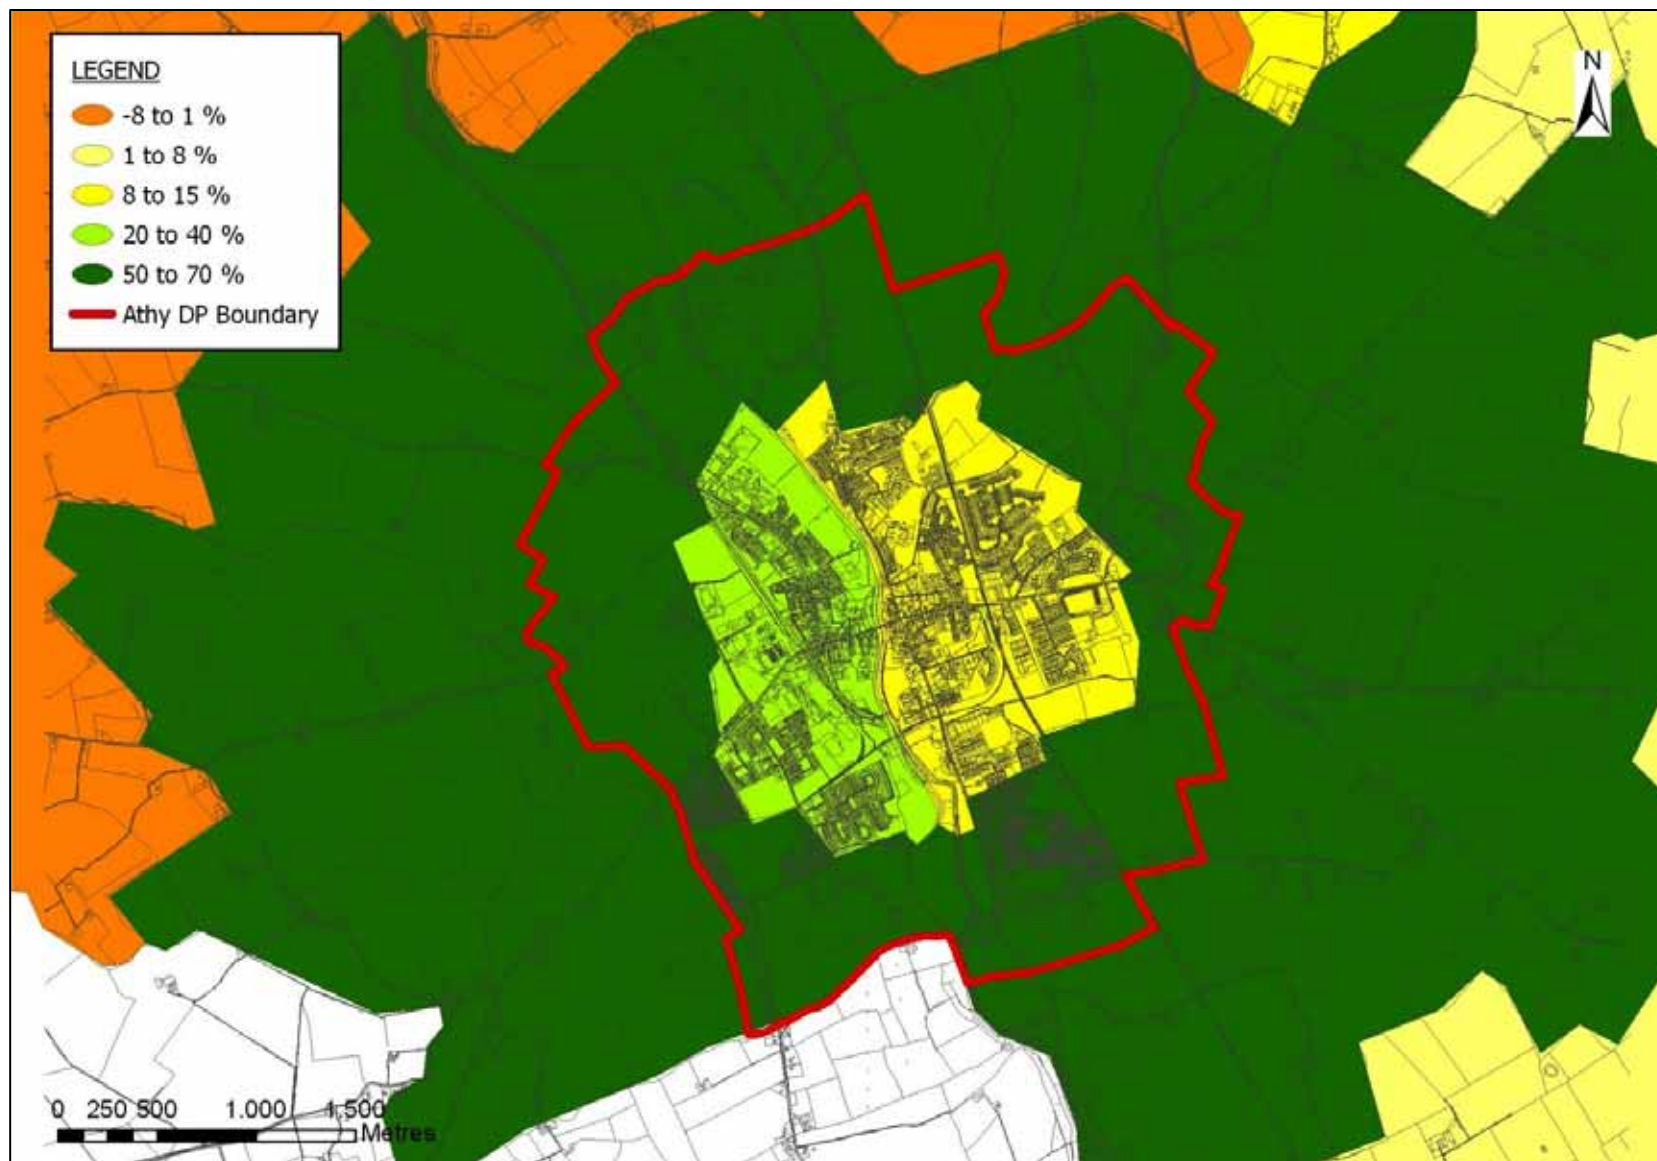 LEGEND
-8 to 1 %
1 to 8 %
8 to 15 %
20 to 40 %
50 to 70 %
Athy DP Boundary
N
0 250 500 1.000 1.500
Metres